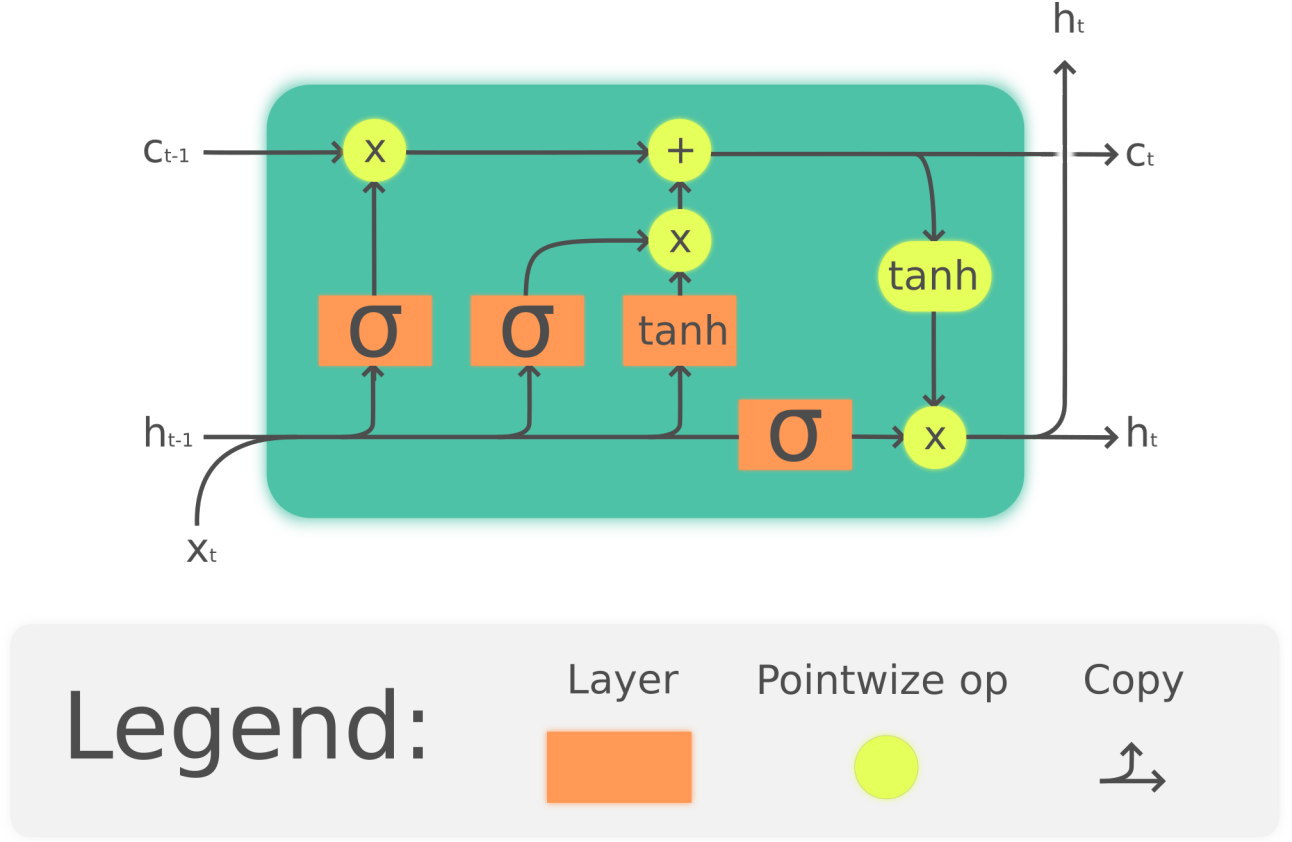 ht
ct-1
x
+
ct
x
tanh
σ
σ
tanh
ht-1
σ
x
ht
xt
Legend:
Layer
Pointwize op
Copy